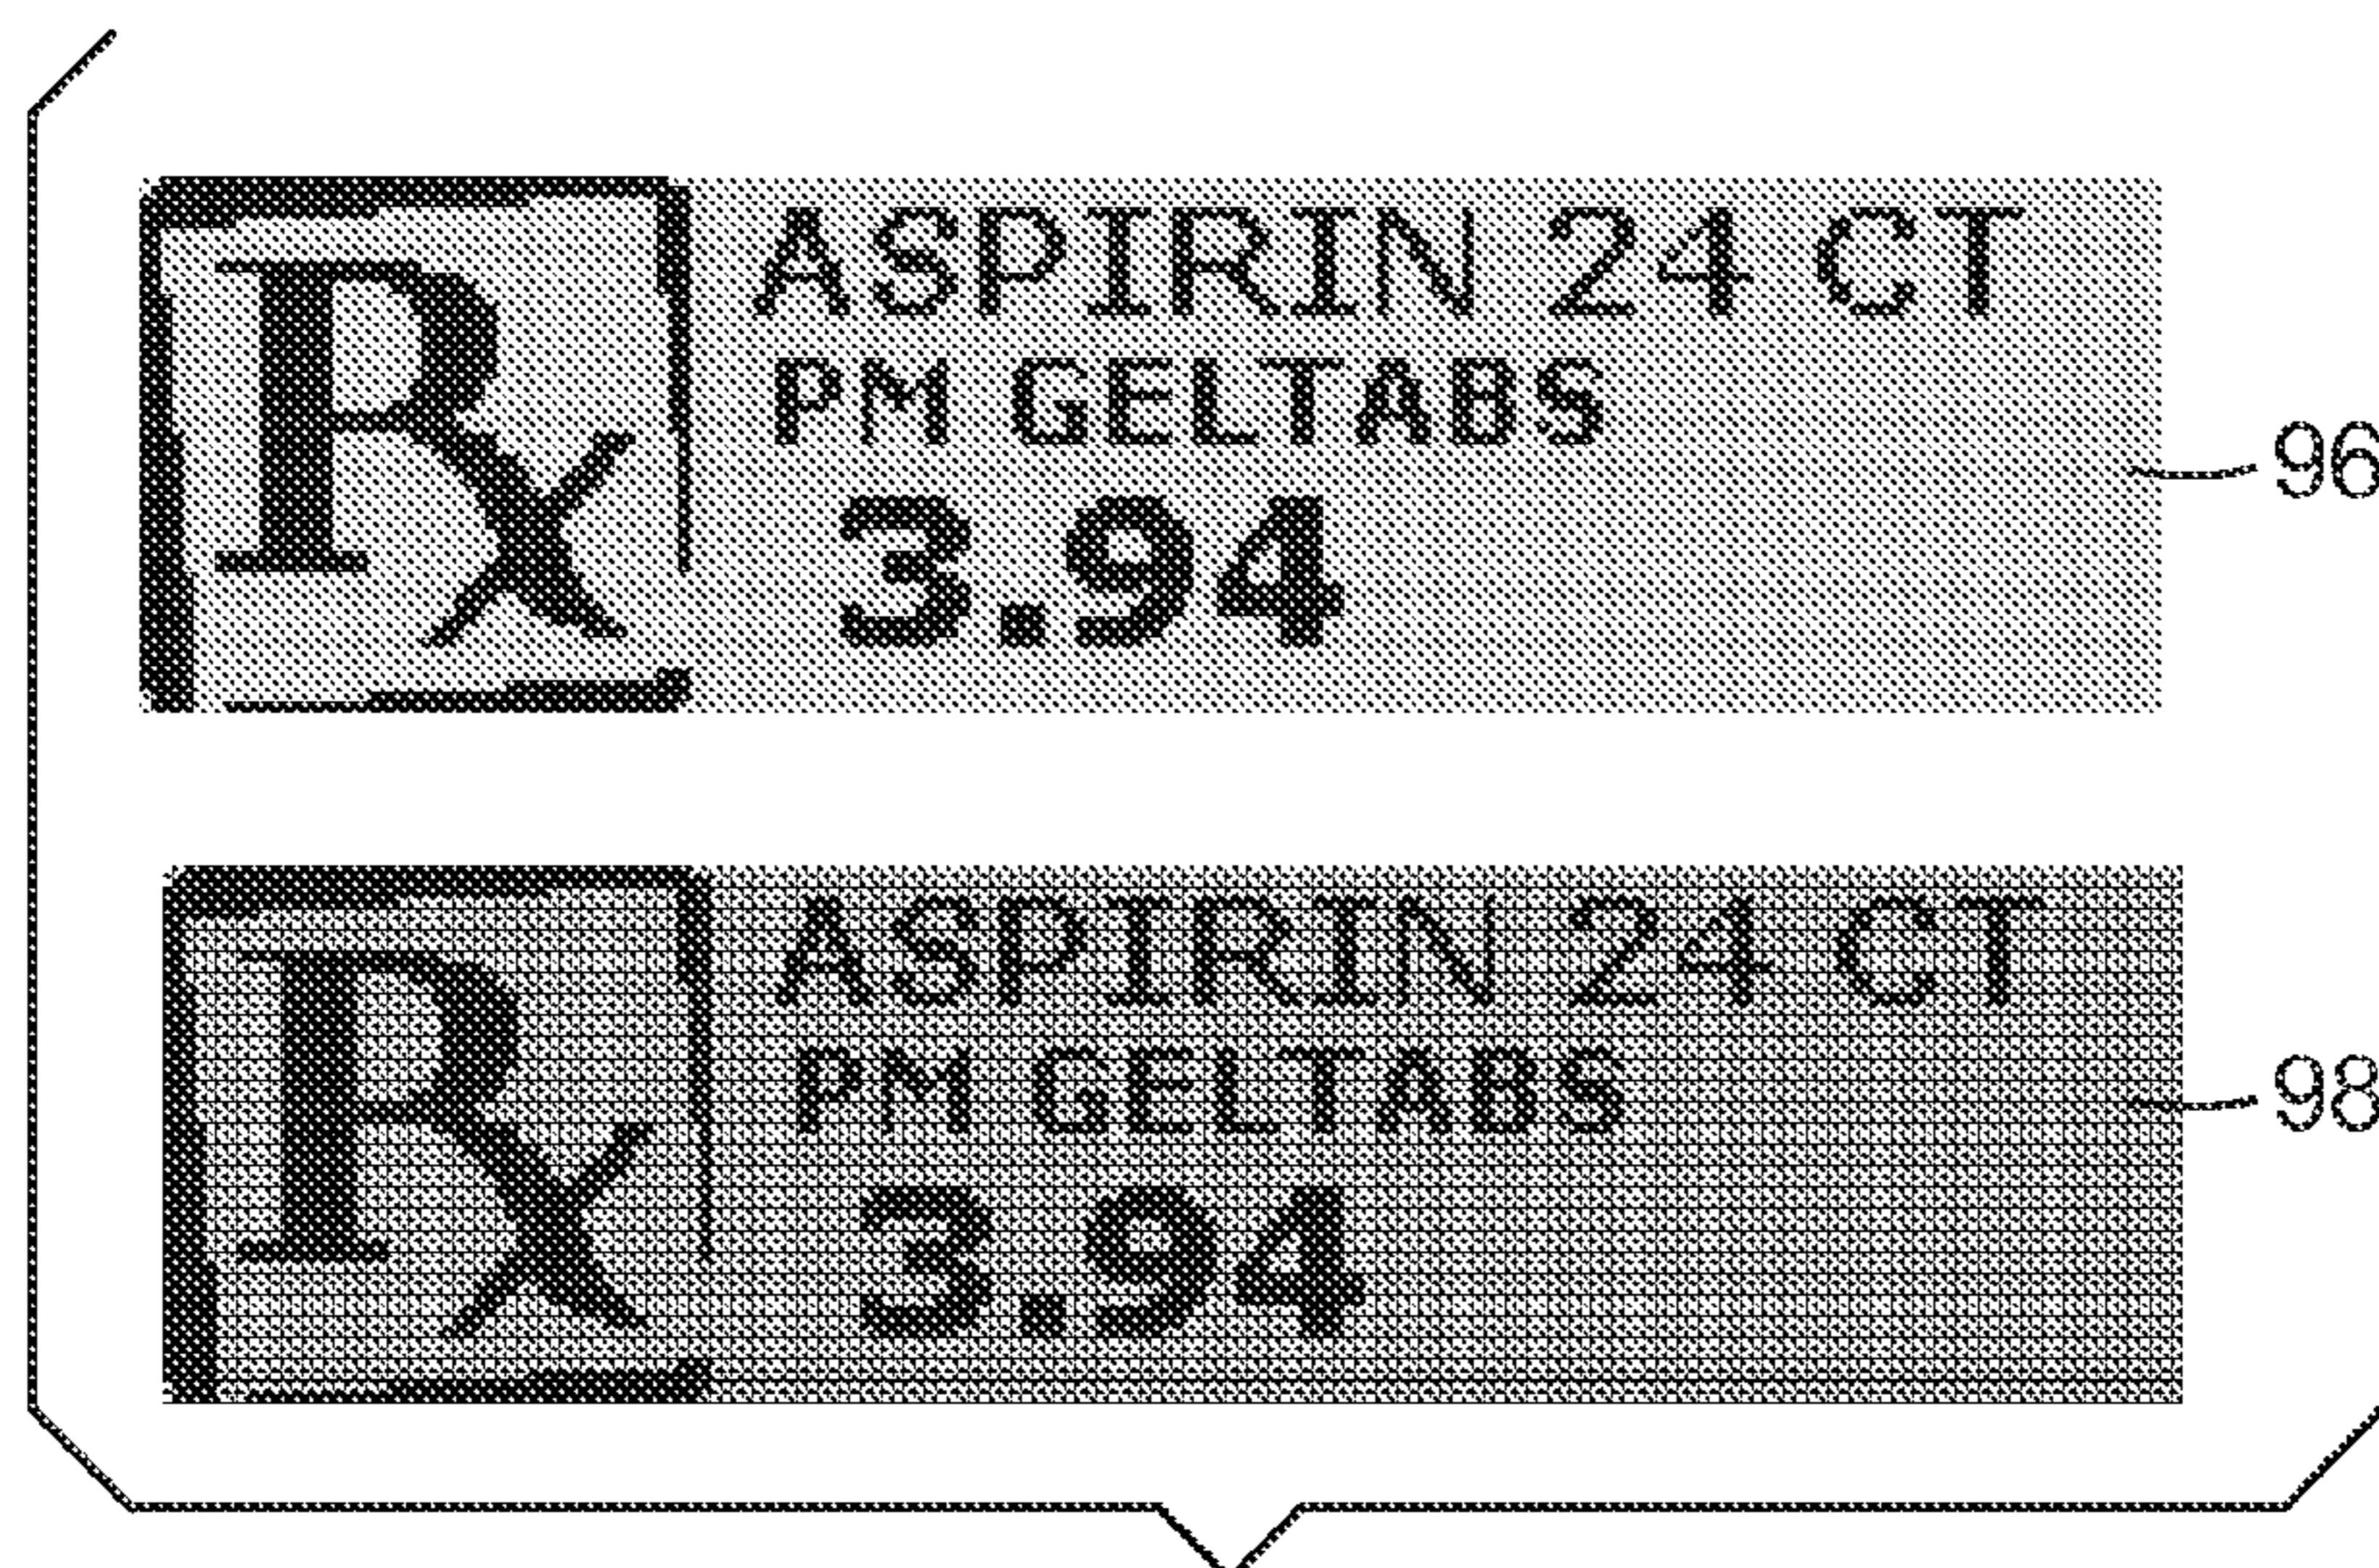 Rx
ASPIRIN 24 CT
PM GELTABS
3.94
96
Rx
ASPIRIN 24 CT
PM GELTABS
3.94
98